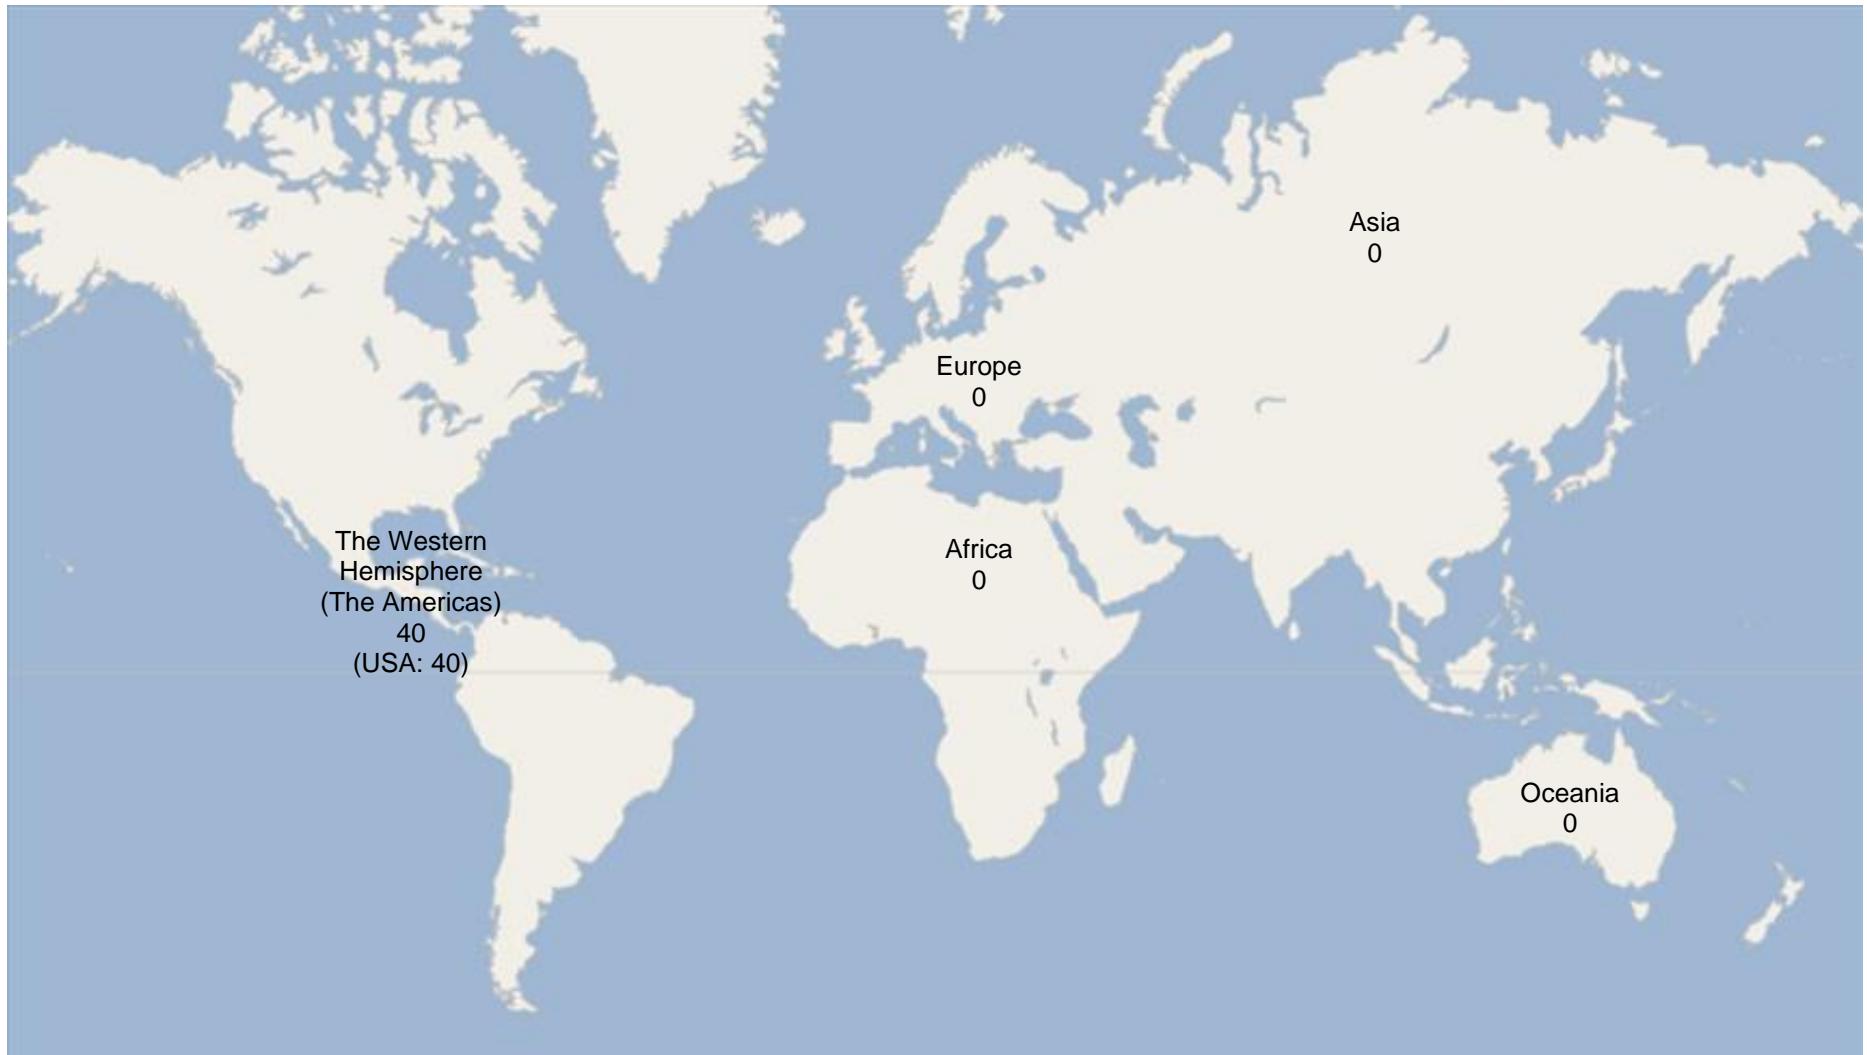 Asia
0
Europe
0
The Western
Hemisphere
(The Americas)
40
(USA: 40)
Africa
0
Oceania
0